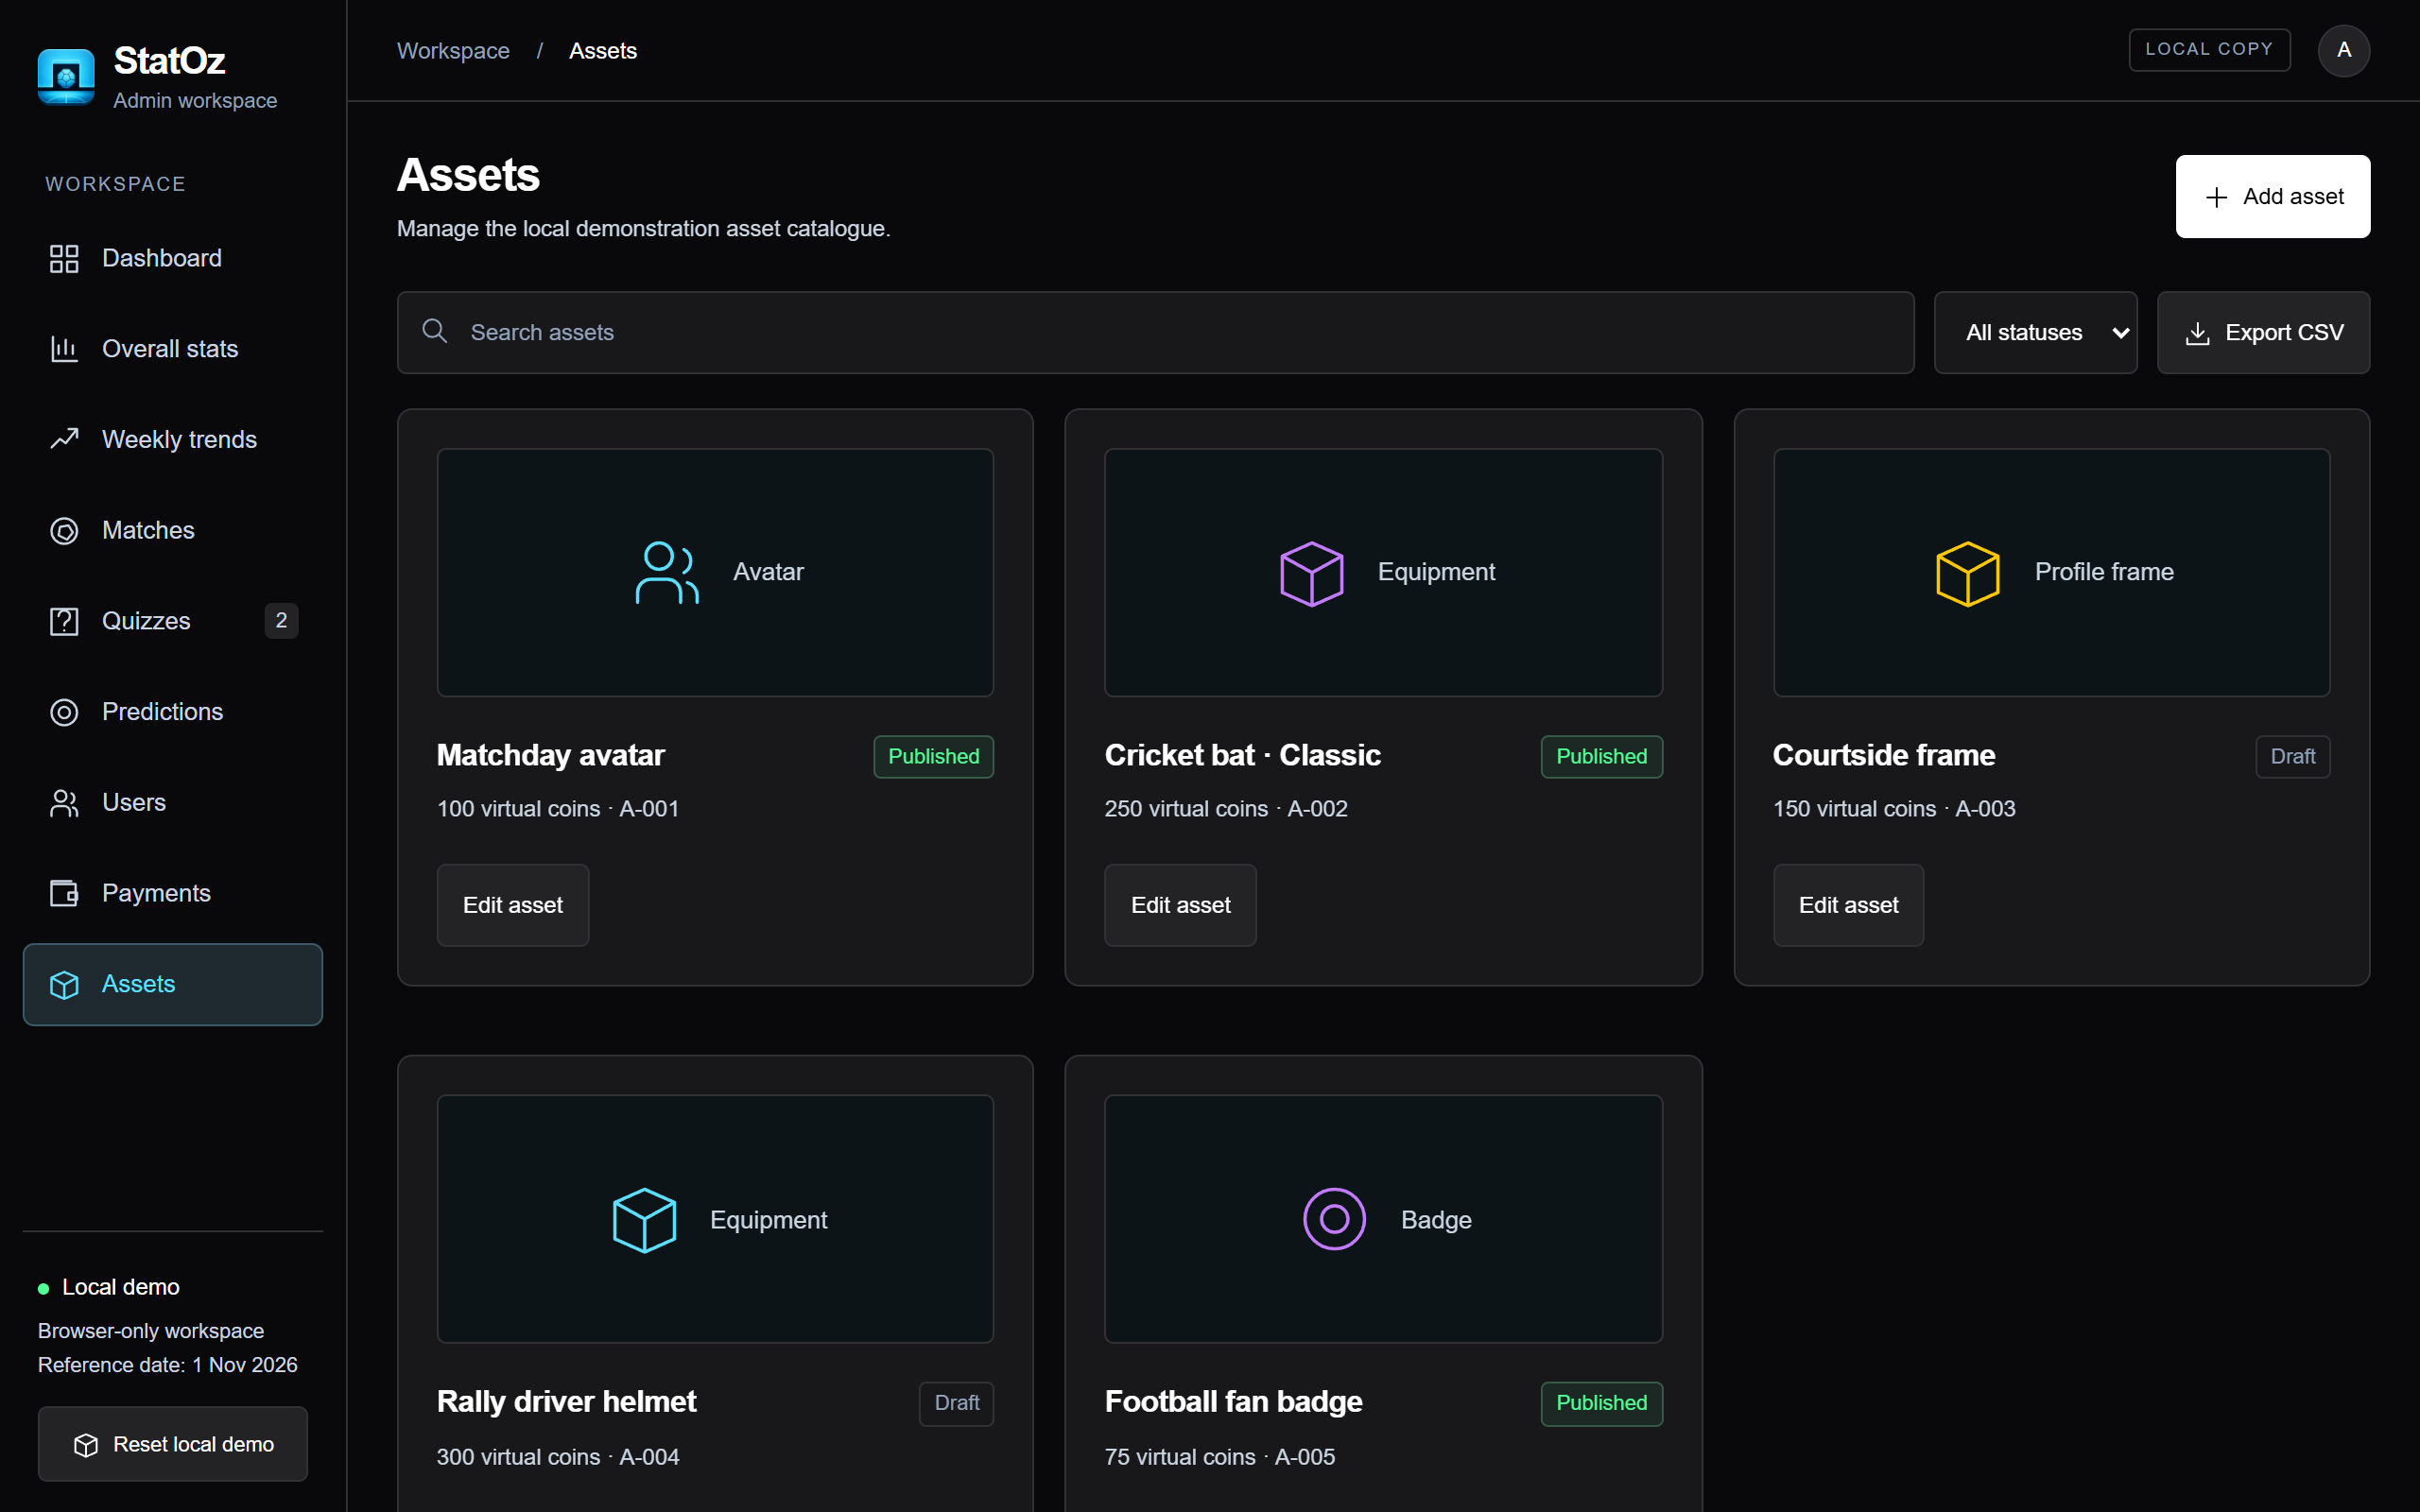 StatOz
Admin workspace
WORKSPACE
Dashboard
Overall stats
Weekly trends
Matches
Quizzes 2
Predictions
Users
Payments
Assets
Local demo
Browser-only workspace
Reference date: 1 Nov 2026
Reset local demo
Workspace / Assets
LOCAL COPY A
Assets
Manage the local demonstration asset catalogue.
Add asset
Search assets
All statuses
Export CSV
Avatar
Matchday avatar Published
100 virtual coins · A-001
Edit asset
Equipment
Cricket bat · Classic Published
250 virtual coins · A-002
Edit asset
Profile frame
Courtside frame Draft
150 virtual coins · A-003
Edit asset
Equipment
Rally driver helmet Draft
300 virtual coins · A-004
Badge
Football fan badge Published
75 virtual coins · A-005